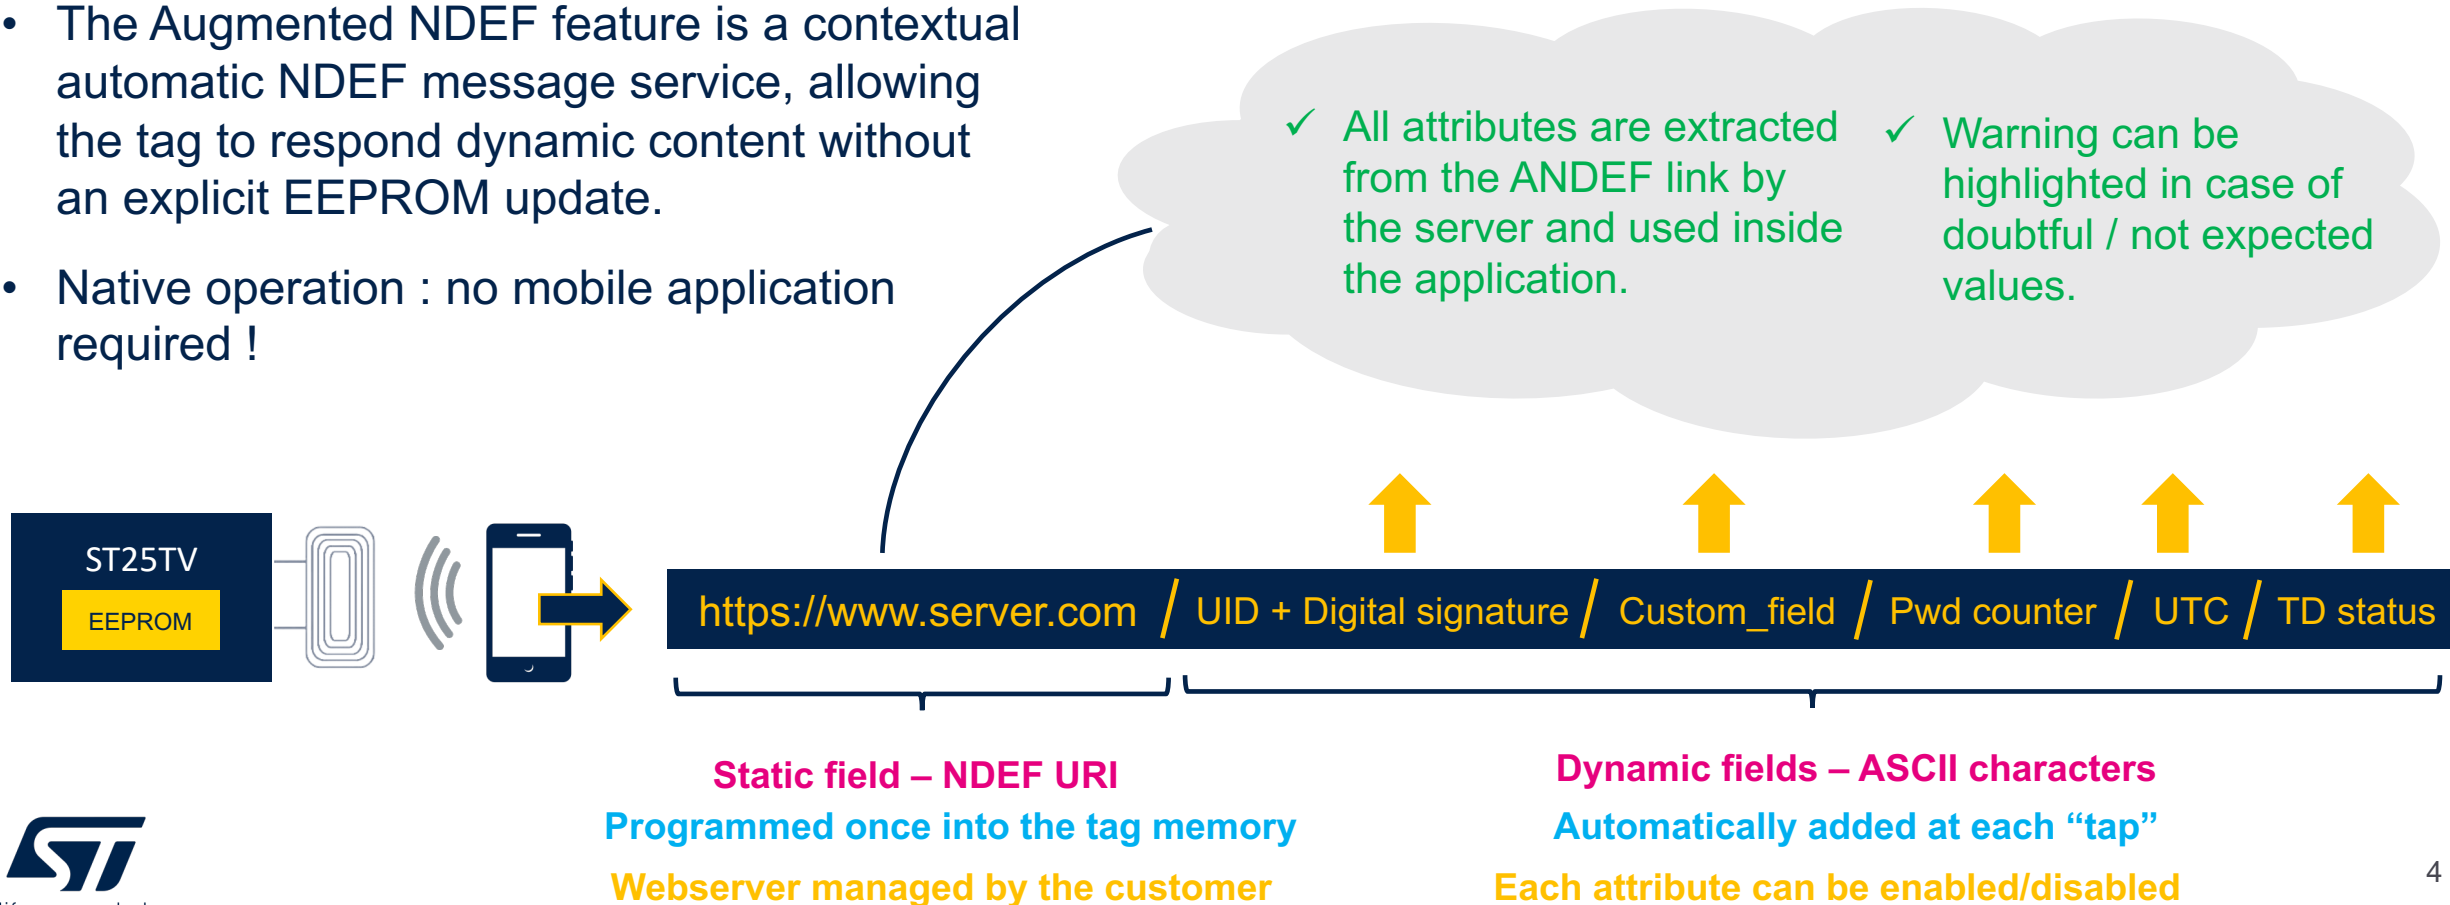 • The Augmented NDEF feature is a contextual
automatic NDEF message service, allowing
the tag to respond dynamic content without
an explicit EEPROM update.
• Native operation : no mobile application
required !
✓ All attributes are extracted
from the ANDEF link by
the server and used inside
the application.
✓ Warning can be
highlighted in case of
doubtful / not expected
values.
ST25TV
EEPROM
https://www.server.com / UID + Digital signature / Custom_field / Pwd counter / UTC / TD status
Static field – NDEF URI
Programmed once into the tag memory
Webserver managed by the customer
Dynamic fields – ASCII characters
Automatically added at each “tap”
Each attribute can be enabled/disabled
ST
4